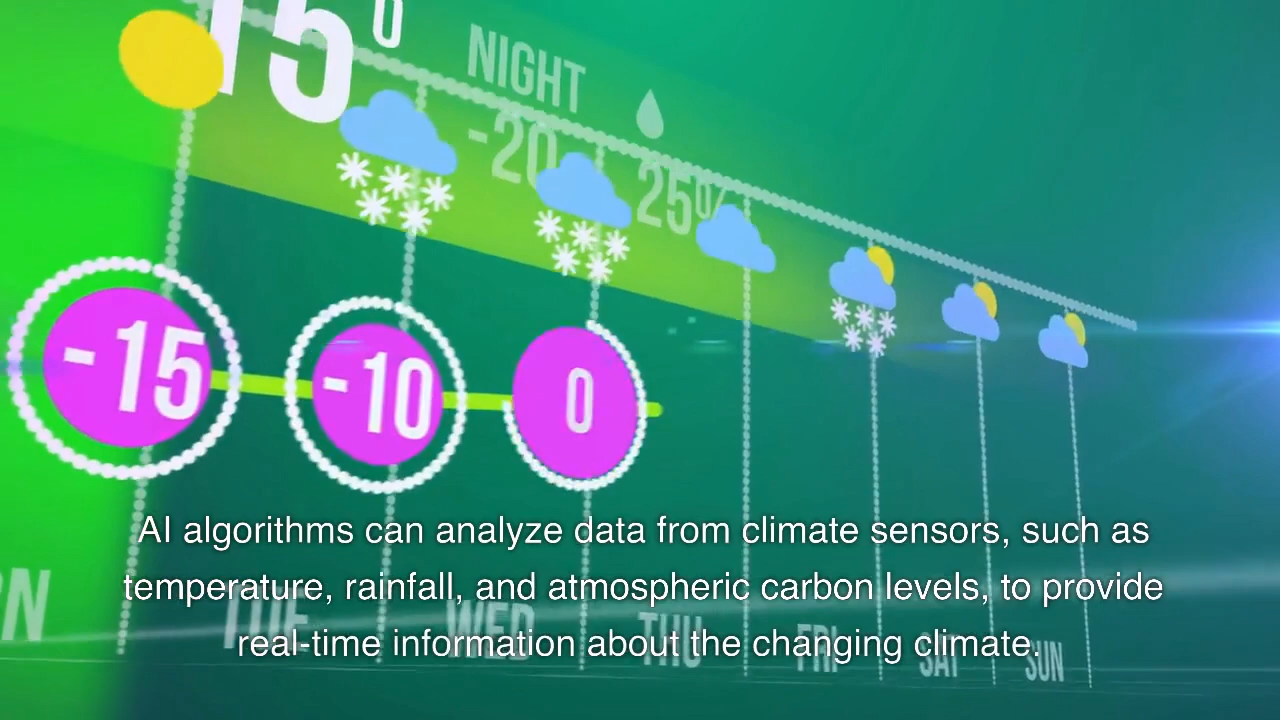 15°
NIGHT
-20
25%
-15
-10
0
AI algorithms can analyze data from climate sensors, such as
temperature, rainfall, and atmospheric carbon levels, to provide
real-time information about the changing climate.
TUE WED THU FRI SAT SUN